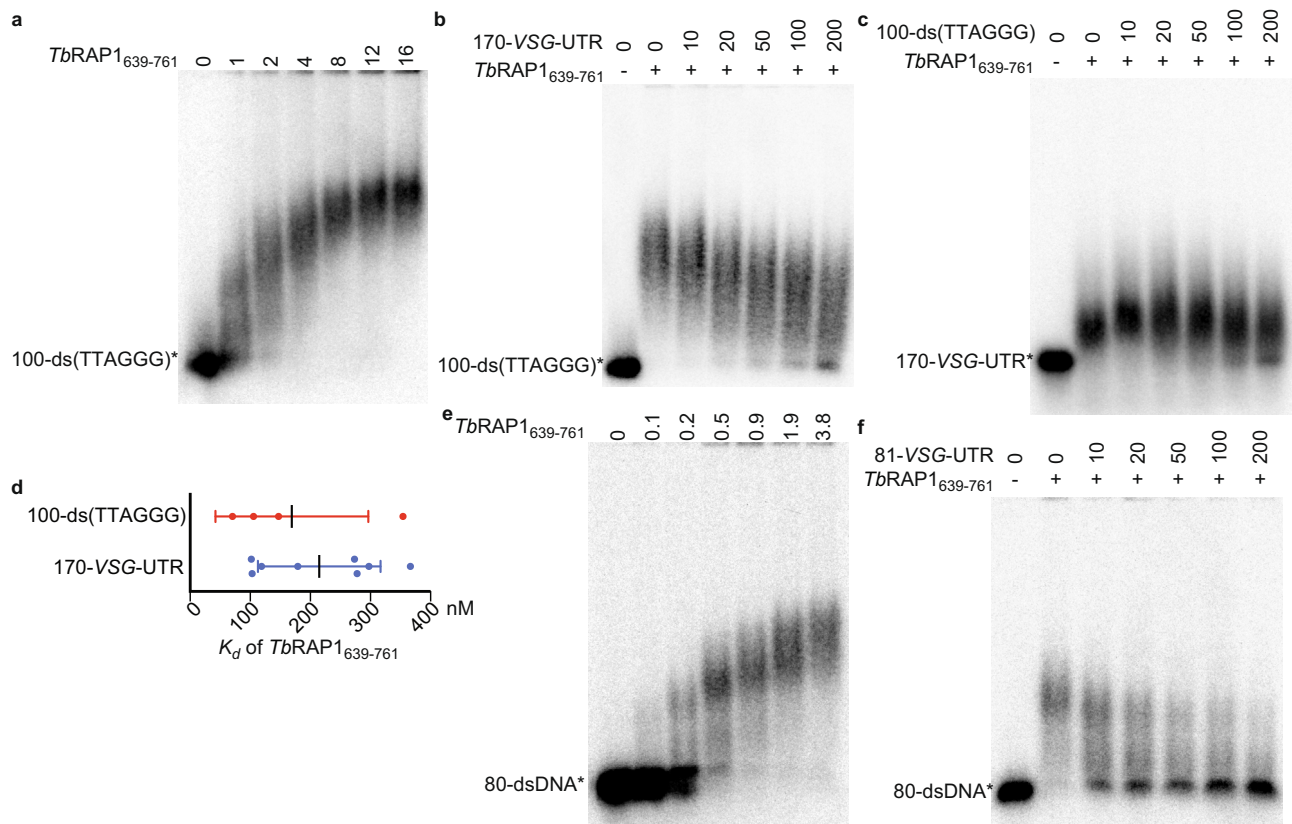 a
TbRAP1639-761
0 1 2 4 8 12 16
100-ds(TTAGGG)*
b
170-VSG-UTR 0 0 10 20 50 100 200
TbRAP1639-761 - + + + + + +
100-ds(TTAGGG)*
c
100-ds(TTAGGG) 0 0 10 20 50 100 200
TbRAP1639-761 - + + + + + +
170-VSG-UTR*
d
100-ds(TTAGGG)
170-VSG-UTR
0 100 200 300 400 nM
Kd of TbRAP1639-761
e
TbRAP1639-761 0 0.1 0.2 0.5 0.9 1.9 3.8
80-dsDNA*
f
81-VSG-UTR 0 0 10 20 50 100 200
TbRAP1639-761 - + + + + + +
80-dsDNA*